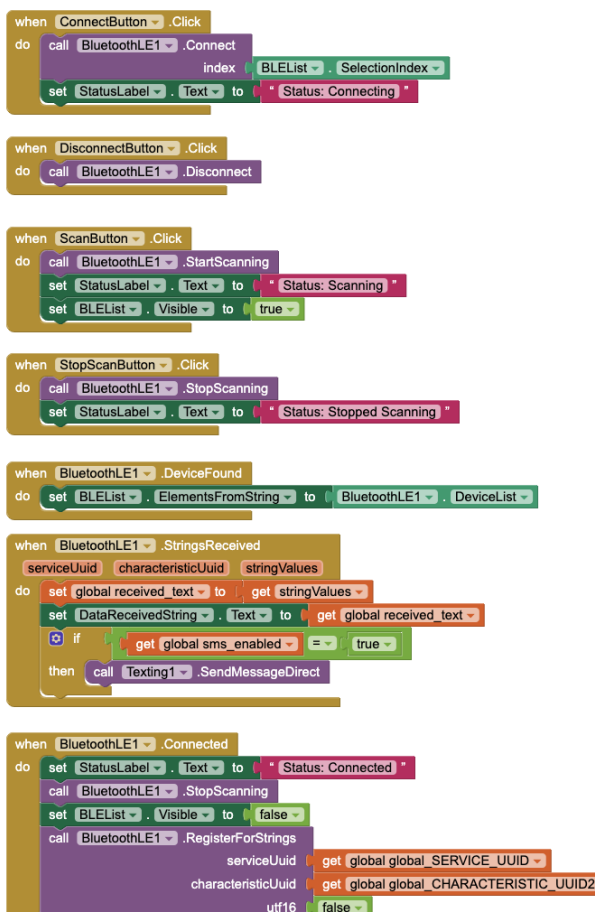 when ConnectButton .Click
do call BluetoothLE1 .Connect
index BLEList . SelectionIndex
set StatusLabel . Text to " Status: Connecting "
when DisconnectButton .Click
do call BluetoothLE1 .Disconnect
when ScanButton .Click
do call BluetoothLE1 .StartScanning
set StatusLabel . Text to " Status: Scanning "
set BLEList . Visible to true
when StopScanButton .Click
do call BluetoothLE1 .StopScanning
set StatusLabel . Text to " Status: Stopped Scanning "
when BluetoothLE1 .DeviceFound
do set BLEList . ElementsFromString to BluetoothLE1 . DeviceList
when BluetoothLE1 .StringsReceived
serviceUuid characteristicUuid stringValues
do set global received_text to get stringValues
set DataReceivedString . Text to get global received_text
if get global sms_enabled = true
then call Texting1 .SendMessageDirect
when BluetoothLE1 .Connected
do set StatusLabel . Text to " Status: Connected "
call BluetoothLE1 .StopScanning
set BLEList . Visible to false
call BluetoothLE1 .RegisterForStrings
serviceUuid get global global_SERVICE_UUID
characteristicUuid get global global_CHARACTERISTIC_UUID2
utf16 false